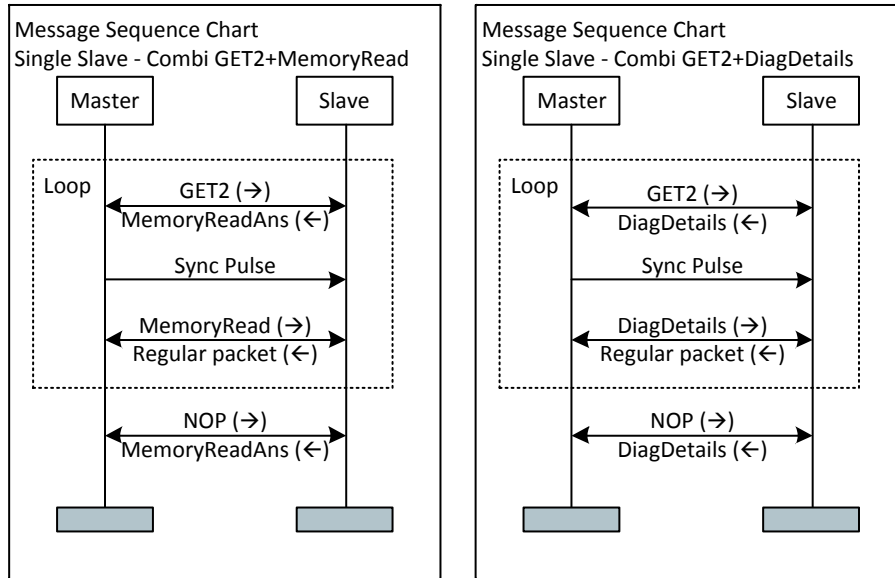 Message Sequence Chart
Single Slave - Combi GET2+MemoryRead
Master
Slave
Loop
GET2 (→)
MemoryReadAns (←)
Sync Pulse
MemoryRead (→)
Regular packet (←)
NOP (→)
MemoryReadAns (←)
Message Sequence Chart
Single Slave - Combi GET2+DiagDetails
Master
Slave
Loop
GET2 (→)
DiagDetails (←)
Sync Pulse
DiagDetails (→)
Regular packet (←)
NOP (→)
DiagDetails (←)